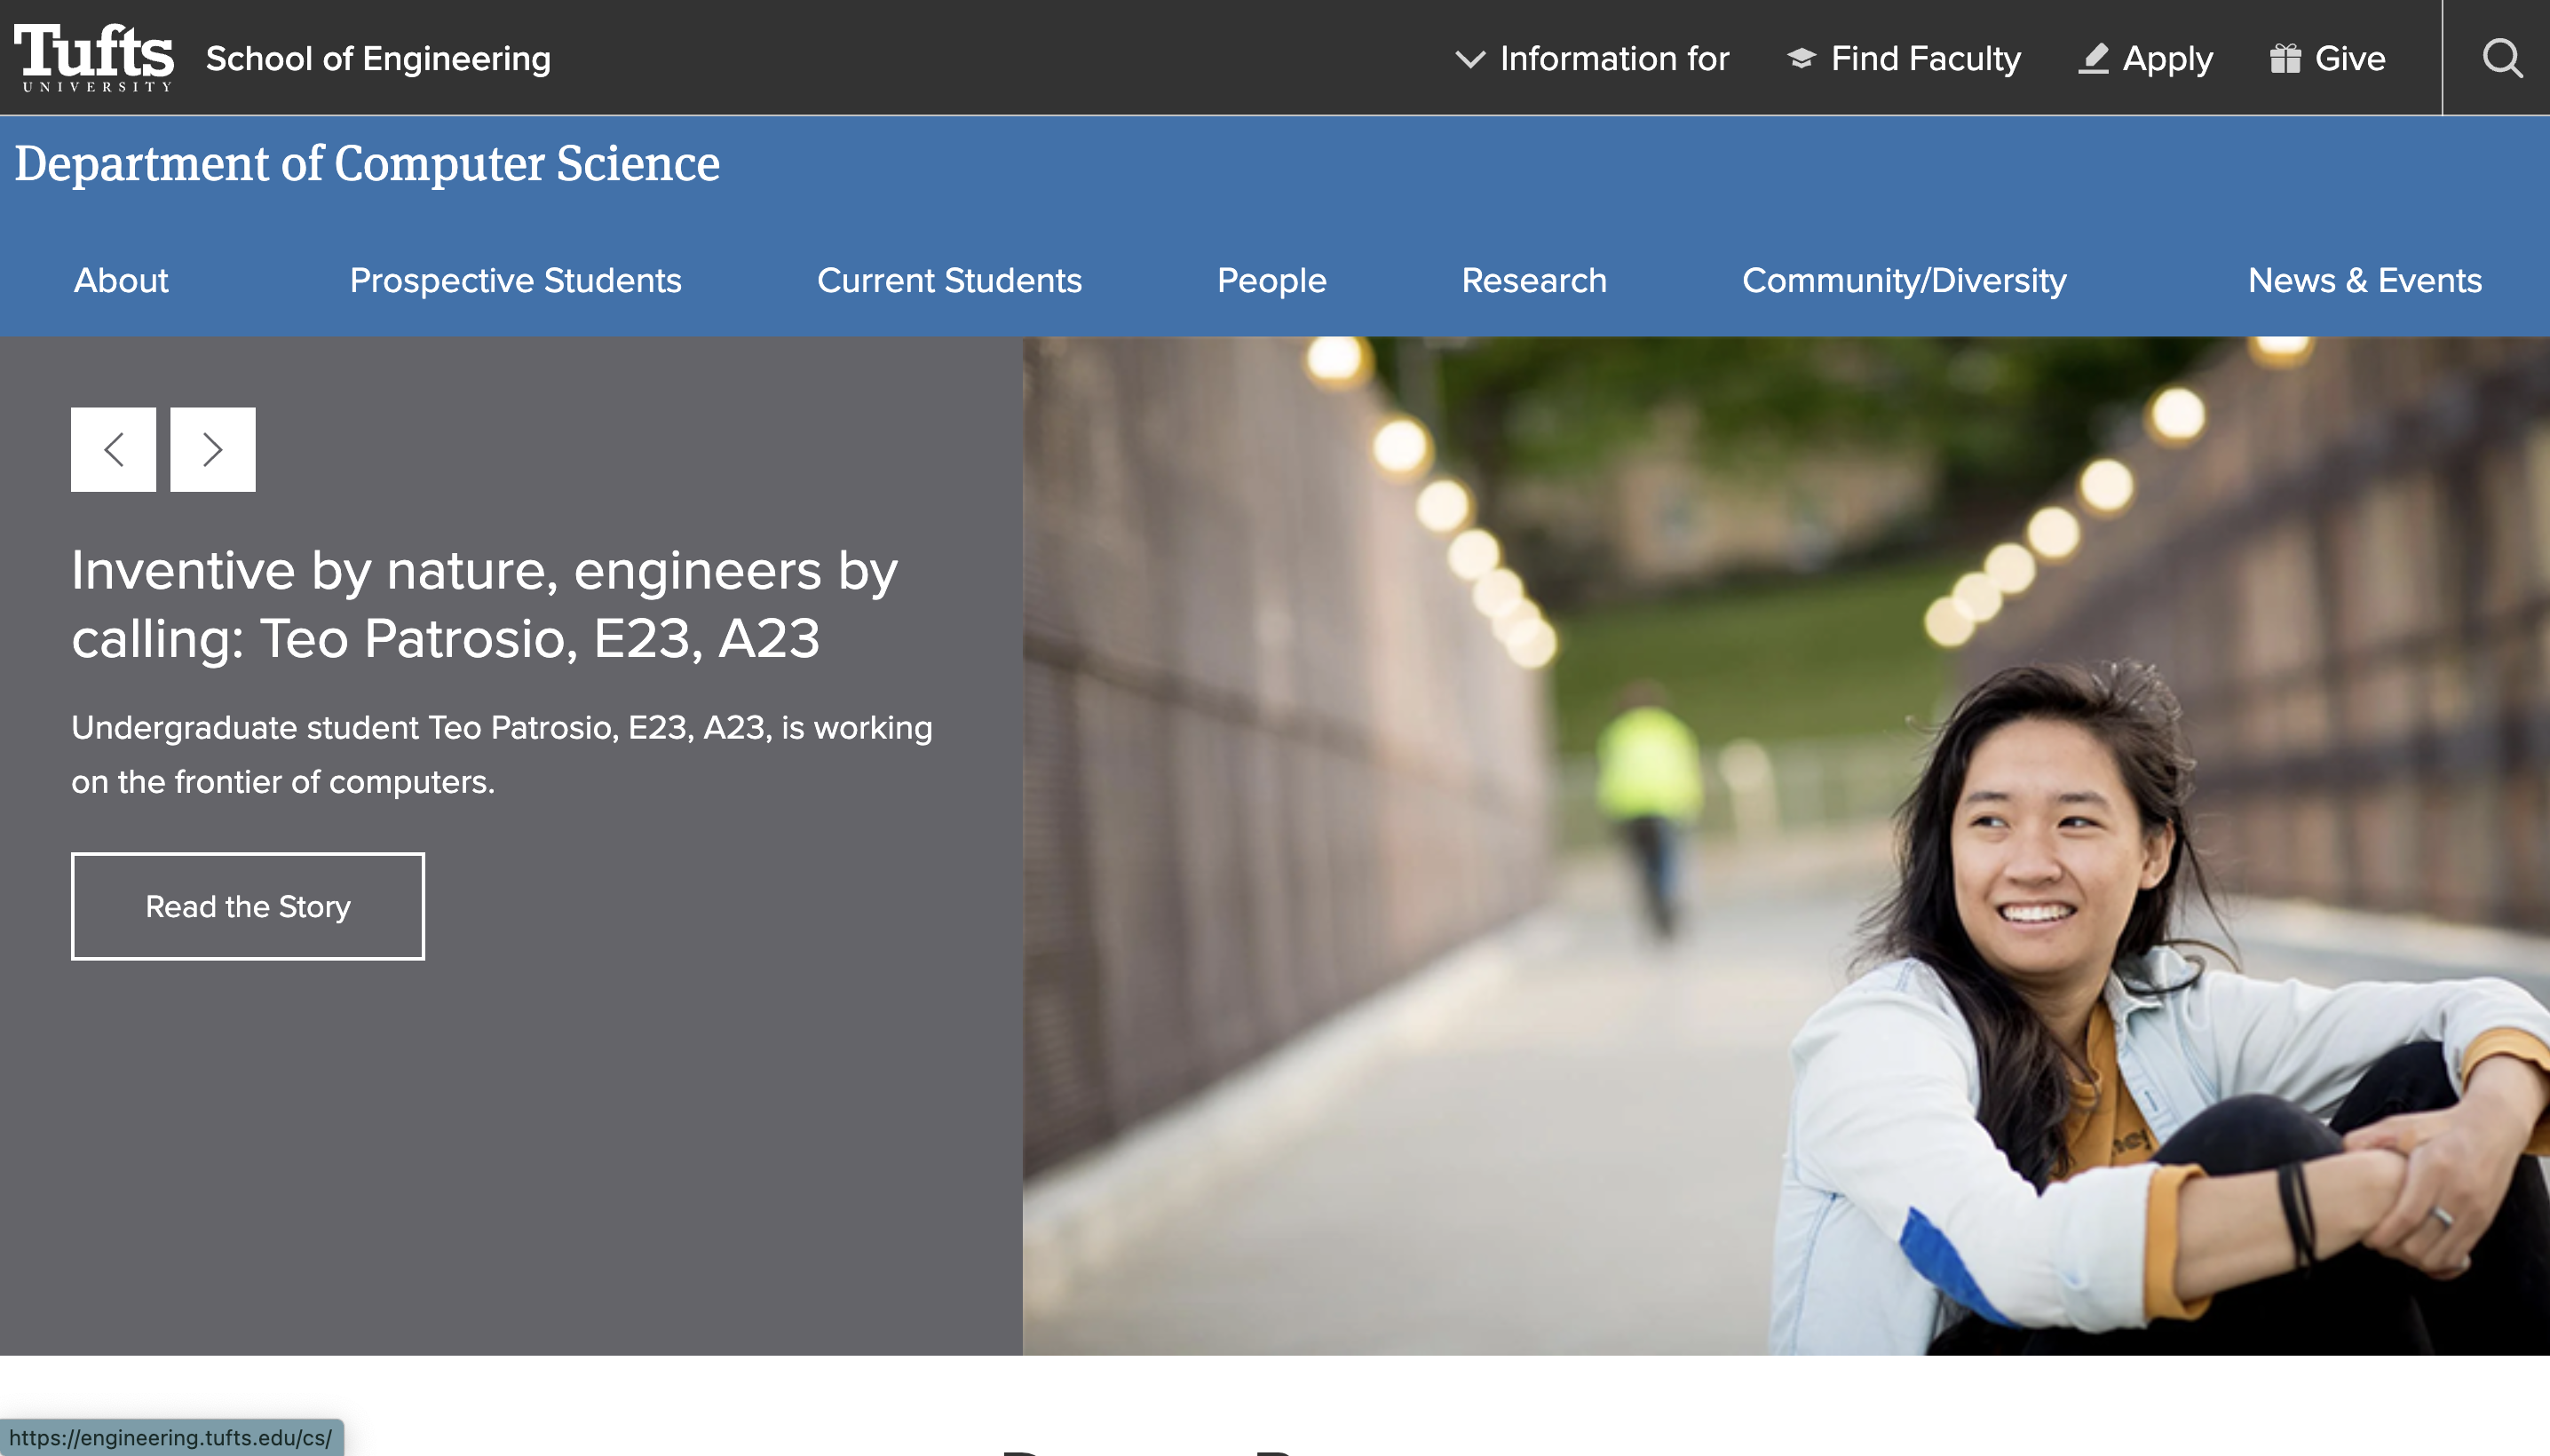 Tufts
UNIVERSITY
School of Engineering
Information for
Find Faculty
Apply
Give
Department of Computer Science
About
Prospective Students
Current Students
People
Research
Community/Diversity
News & Events
Inventive by nature, engineers by
calling: Teo Patrosio, E23, A23
Undergraduate student Teo Patrosio, E23, A23, is working
on the frontier of computers.
Read the Story
https://engineering.tufts.edu/cs/